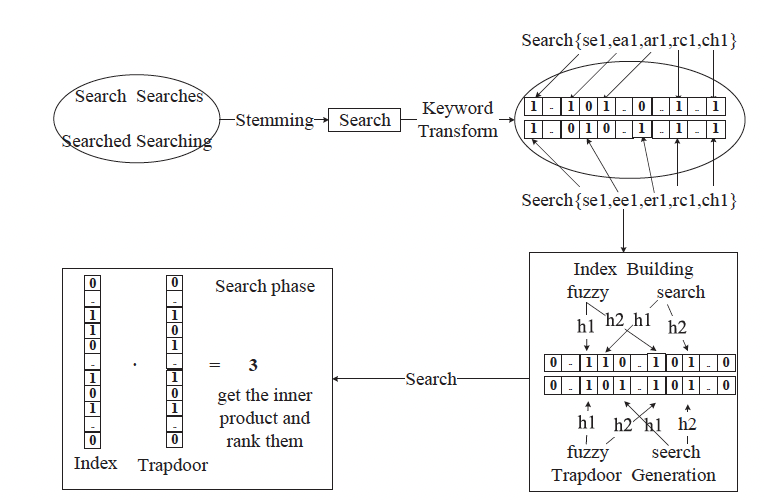 Search{se1,ea1,ar1,rc1,ch1}
Search Searches
Searched Searching
Stemming
Search
Keyword
Transform
1 .. 1 0 1 .. 0 .. 1 .. 1
1 .. 0 1 0 .. 1 .. 1 .. 1
Seerch{se1,ee1,er1,rc1,ch1}
Index Building
fuzzy search
h1 h2 h1 h2
0 .. 1 1 0 .. 1 0 1 .. 0
0 .. 1 0 1 .. 1 0 1 .. 0
h1 h2 h1 h2
fuzzy seerch
Trapdoor Generation
Search
Search phase
0 0
.. ..
1 1
1 0
0 1
.. . ..
1 1
0 0
1 1
.. ..
0 0
= 3
get the inner
product and
rank them
Index Trapdoor